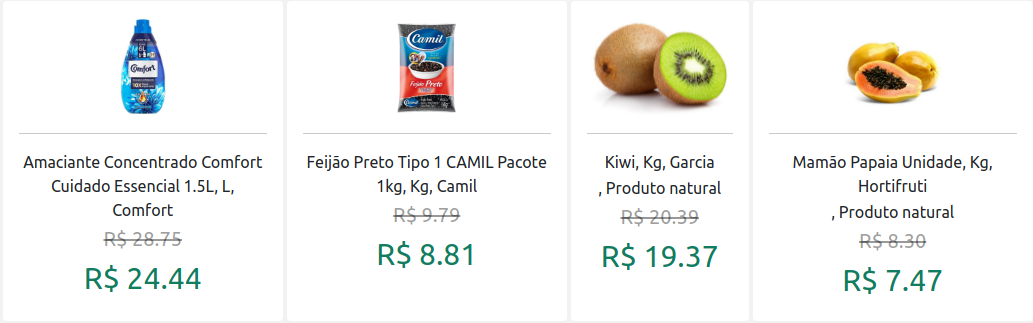 6L
Comfort
Amaciante Concentrado Comfort
Cuidado Essencial 1.5L, L,
Comfort
R$ 28.75
R$ 24.44
Camil
Feijão Preto
Feijão Preto Tipo 1 CAMIL Pacote
1kg, Kg, Camil
R$ 9.79
R$ 8.81
Kiwi, Kg, Garcia
, Produto natural
R$ 20.39
R$ 19.37
Mamão Papaia Unidade, Kg,
Hortifruti
, Produto natural
R$ 8.30
R$ 7.47